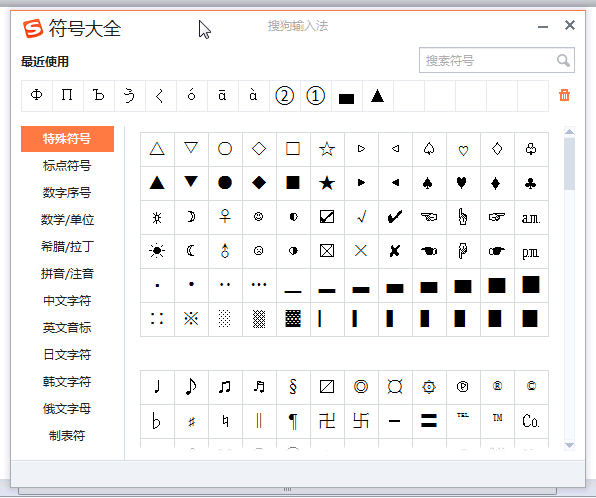 符号大全
搜狗输入法
最近使用
搜索符号
Ф П Ъ う く ó ā à ② ① ▃ ▲
特殊符号
标点符号
数字序号
数学/单位
希腊/拉丁
拼音/注音
中文字符
英文音标
日文字符
韩文字符
俄文字母
制表符
△ ▽ ○ ◇ □ ☆ ▷ ◁ ♤ ♡ ♢ ♧
▲ ▼ ● ◆ ■ ★ ▶ ◀ ♠ ♥ ♦ ♣
☼ ☽ ♀ ☺ ◐ ☑ √ ✔ ☜ ☝ ☞ ㏂
☀ ☾ ♂ ☹ ◑ ☒ × ✘ ☚ ☟ ☛ ㏘
▪ • ‥ … ▁ ▂ ▃ ▄ ▅ ▆ ▇ █
∷ ※ ░ ▒ ▓ ▏ ▎ ▍ ▌ ▋ ▊ ▉
♩ ♪ ♫ ♬ § 〼 ◎ ¤ ۞ ℗ ® ©
♭ ♯ ♮ ‖ ¶ 卍 卐 ▬ 〓 ℡ ™ ㏇